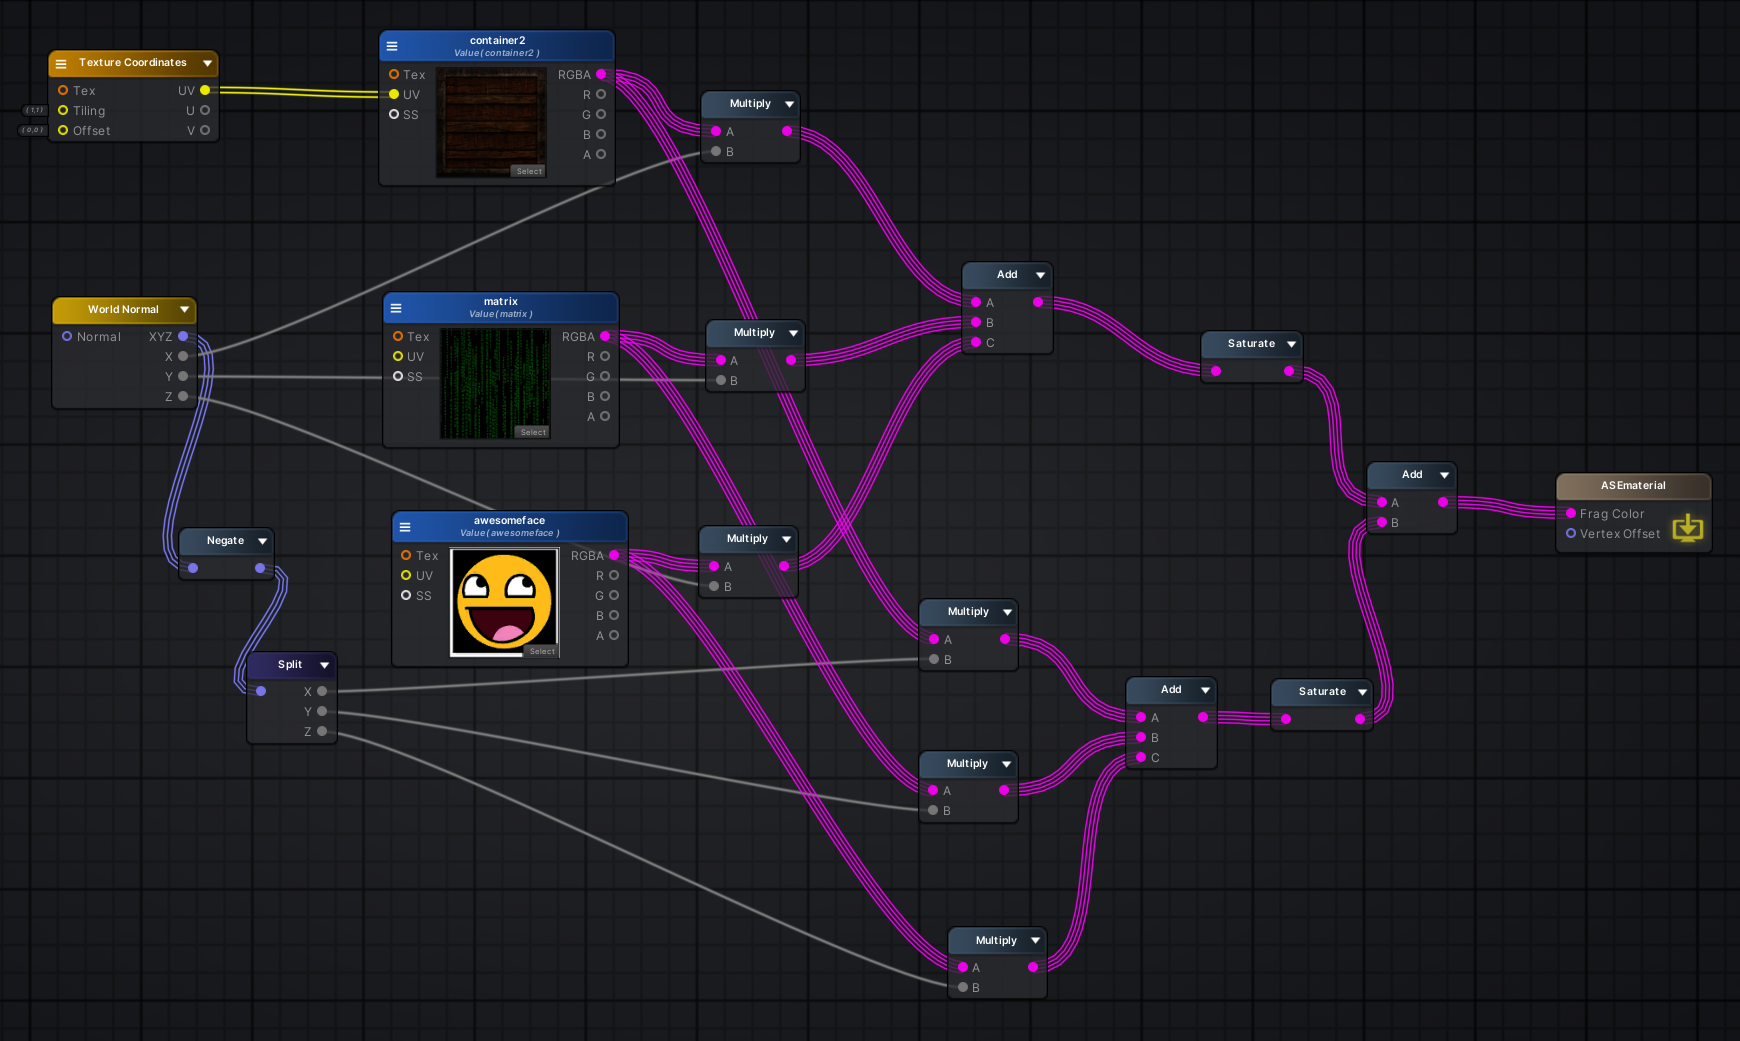 Texture Coordinates
Tex UV
(1,1) Tiling U
(0,0) Offset V
container2
Value( container2 )
Tex RGBA
UV R
SS G
B
A
Select
Multiply
A
B
World Normal
Normal XYZ
X
Y
Z
matrix
Value( matrix )
Tex RGBA
UV R
SS G
B
A
Select
Multiply
A
B
Add
A
B
C
Saturate
Negate
awesomeface
Value( awesomeface )
Tex RGBA
UV R
SS G
B
A
Select
Multiply
A
B
Add
A
B
ASEmaterial
Frag Color
Vertex Offset
Split
X
Y
Z
Multiply
A
B
Add
A
B
C
Saturate
Multiply
A
B
Multiply
A
B